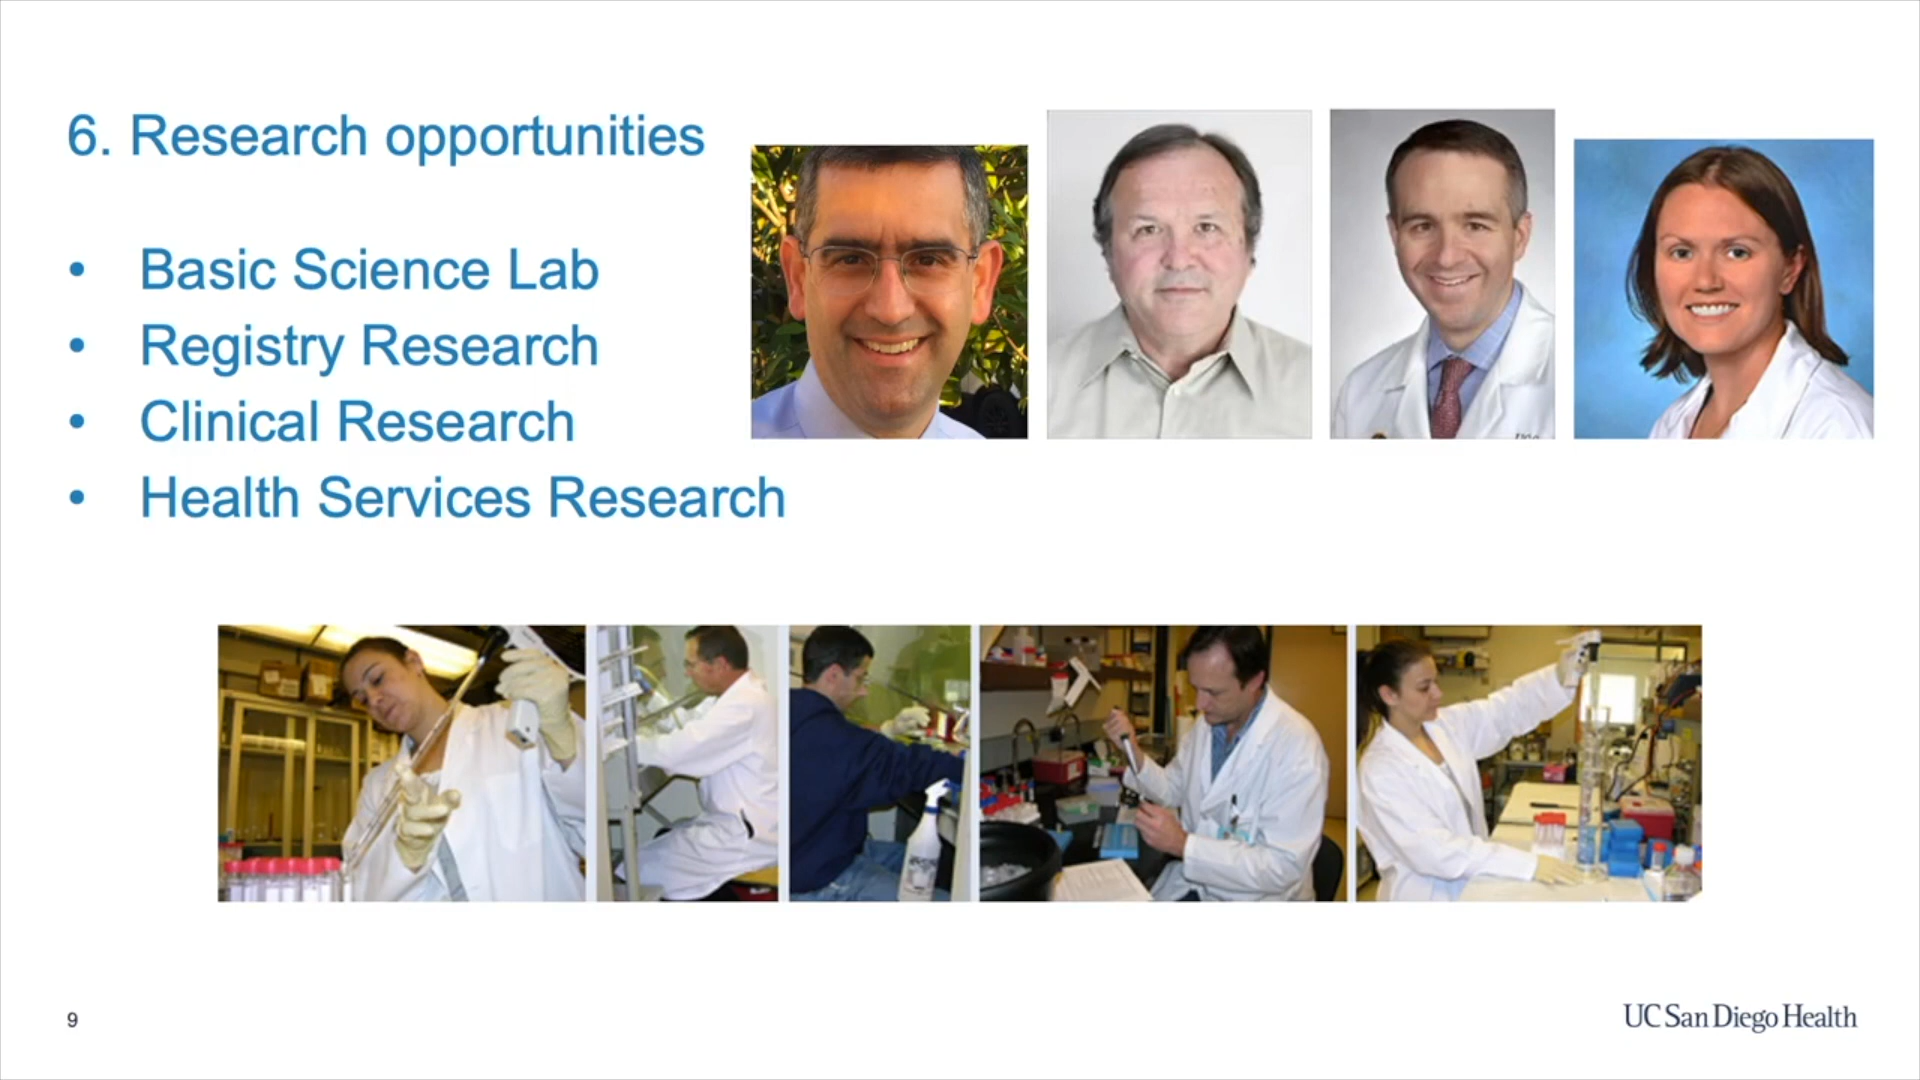 6. Research opportunities
• Basic Science Lab
• Registry Research
• Clinical Research
• Health Services Research
9
UC San Diego Health